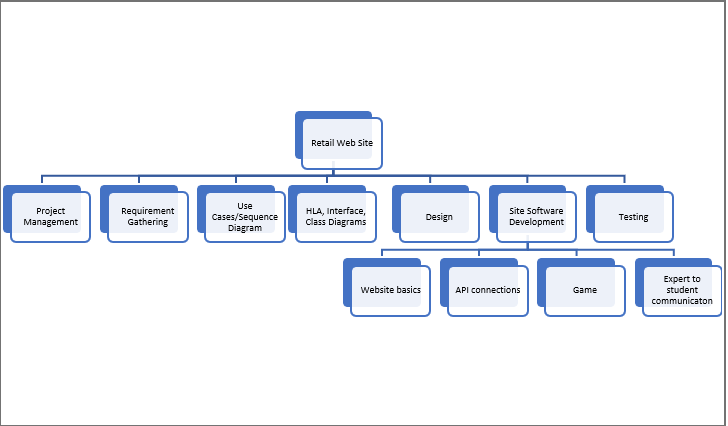 Retail Web Site
Project
Management
Requirement
Gathering
Use
Cases/Sequence
Diagram
HLA, Interface,
Class Diagrams
Design
Site Software
Development
Testing
Website basics
API connections
Game
Expert to
student
communicaton